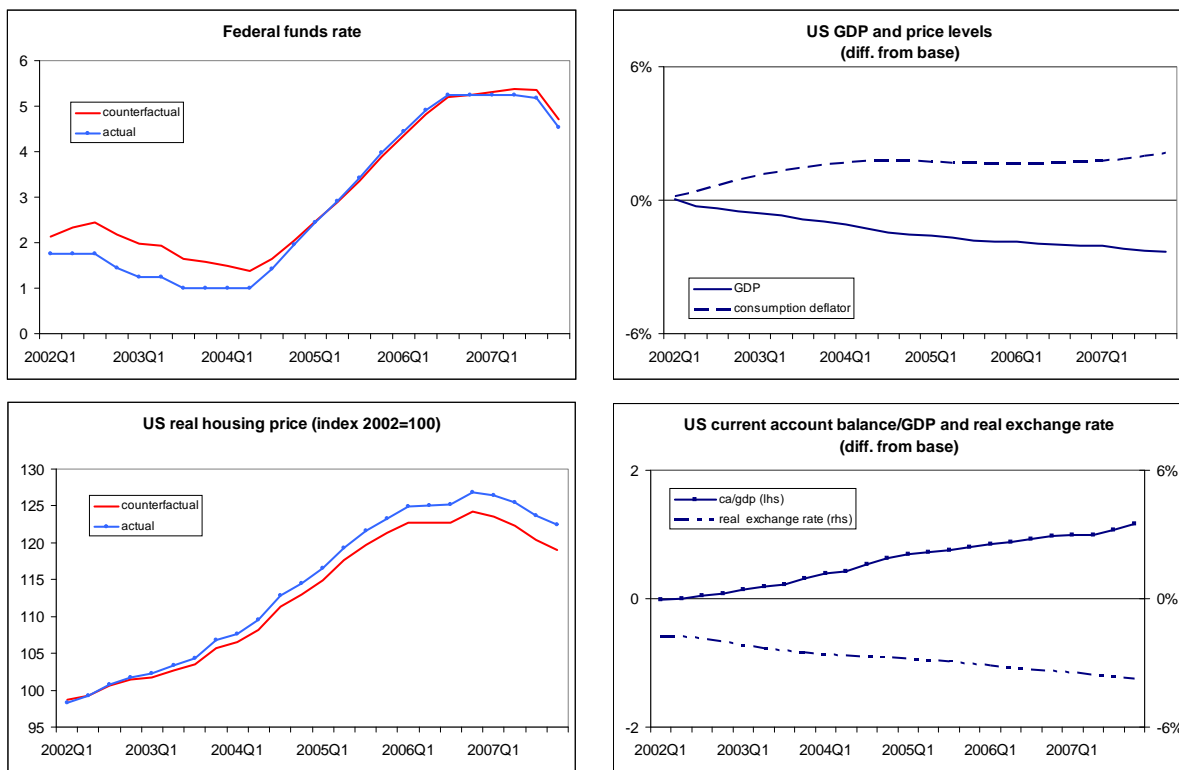 Federal funds rate
6
5
4
3
2
1
0
counterfactual
actual
2002Q1 2003Q1 2004Q1 2005Q1 2006Q1 2007Q1
US GDP and price levels
(diff. from base)
6%
0%
-6%
GDP
consumption deflator
2002Q1 2003Q1 2004Q1 2005Q1 2006Q1 2007Q1
US real housing price (index 2002=100)
130
125
120
115
110
105
100
95
counterfactual
actual
2002Q1 2003Q1 2004Q1 2005Q1 2006Q1 2007Q1
US current account balance/GDP and real exchange rate
(diff. from base)
2 6%
0 0%
-2 -6%
ca/gdp (lhs)
real exchange rate (rhs)
2002Q1 2003Q1 2004Q1 2005Q1 2006Q1 2007Q1